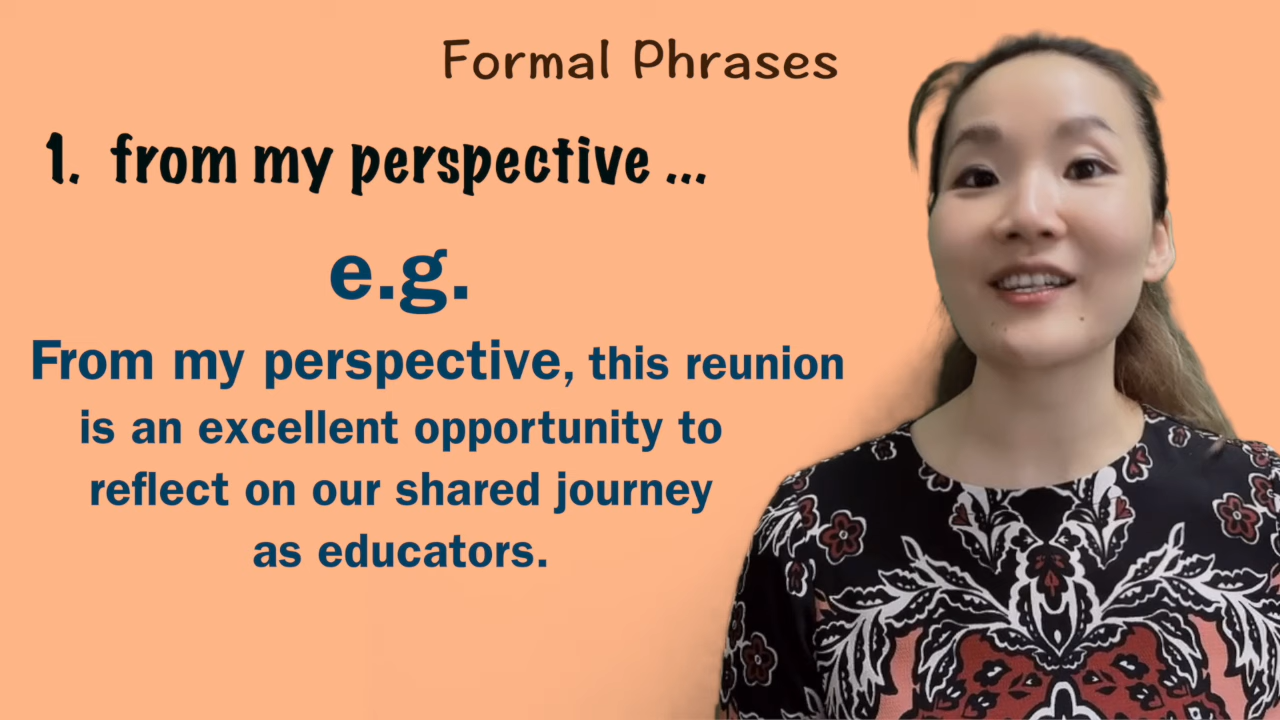 Formal Phrases
1. from my perspective ...
e.g.
From my perspective, this reunion
is an excellent opportunity to
reflect on our shared journey
as educators.